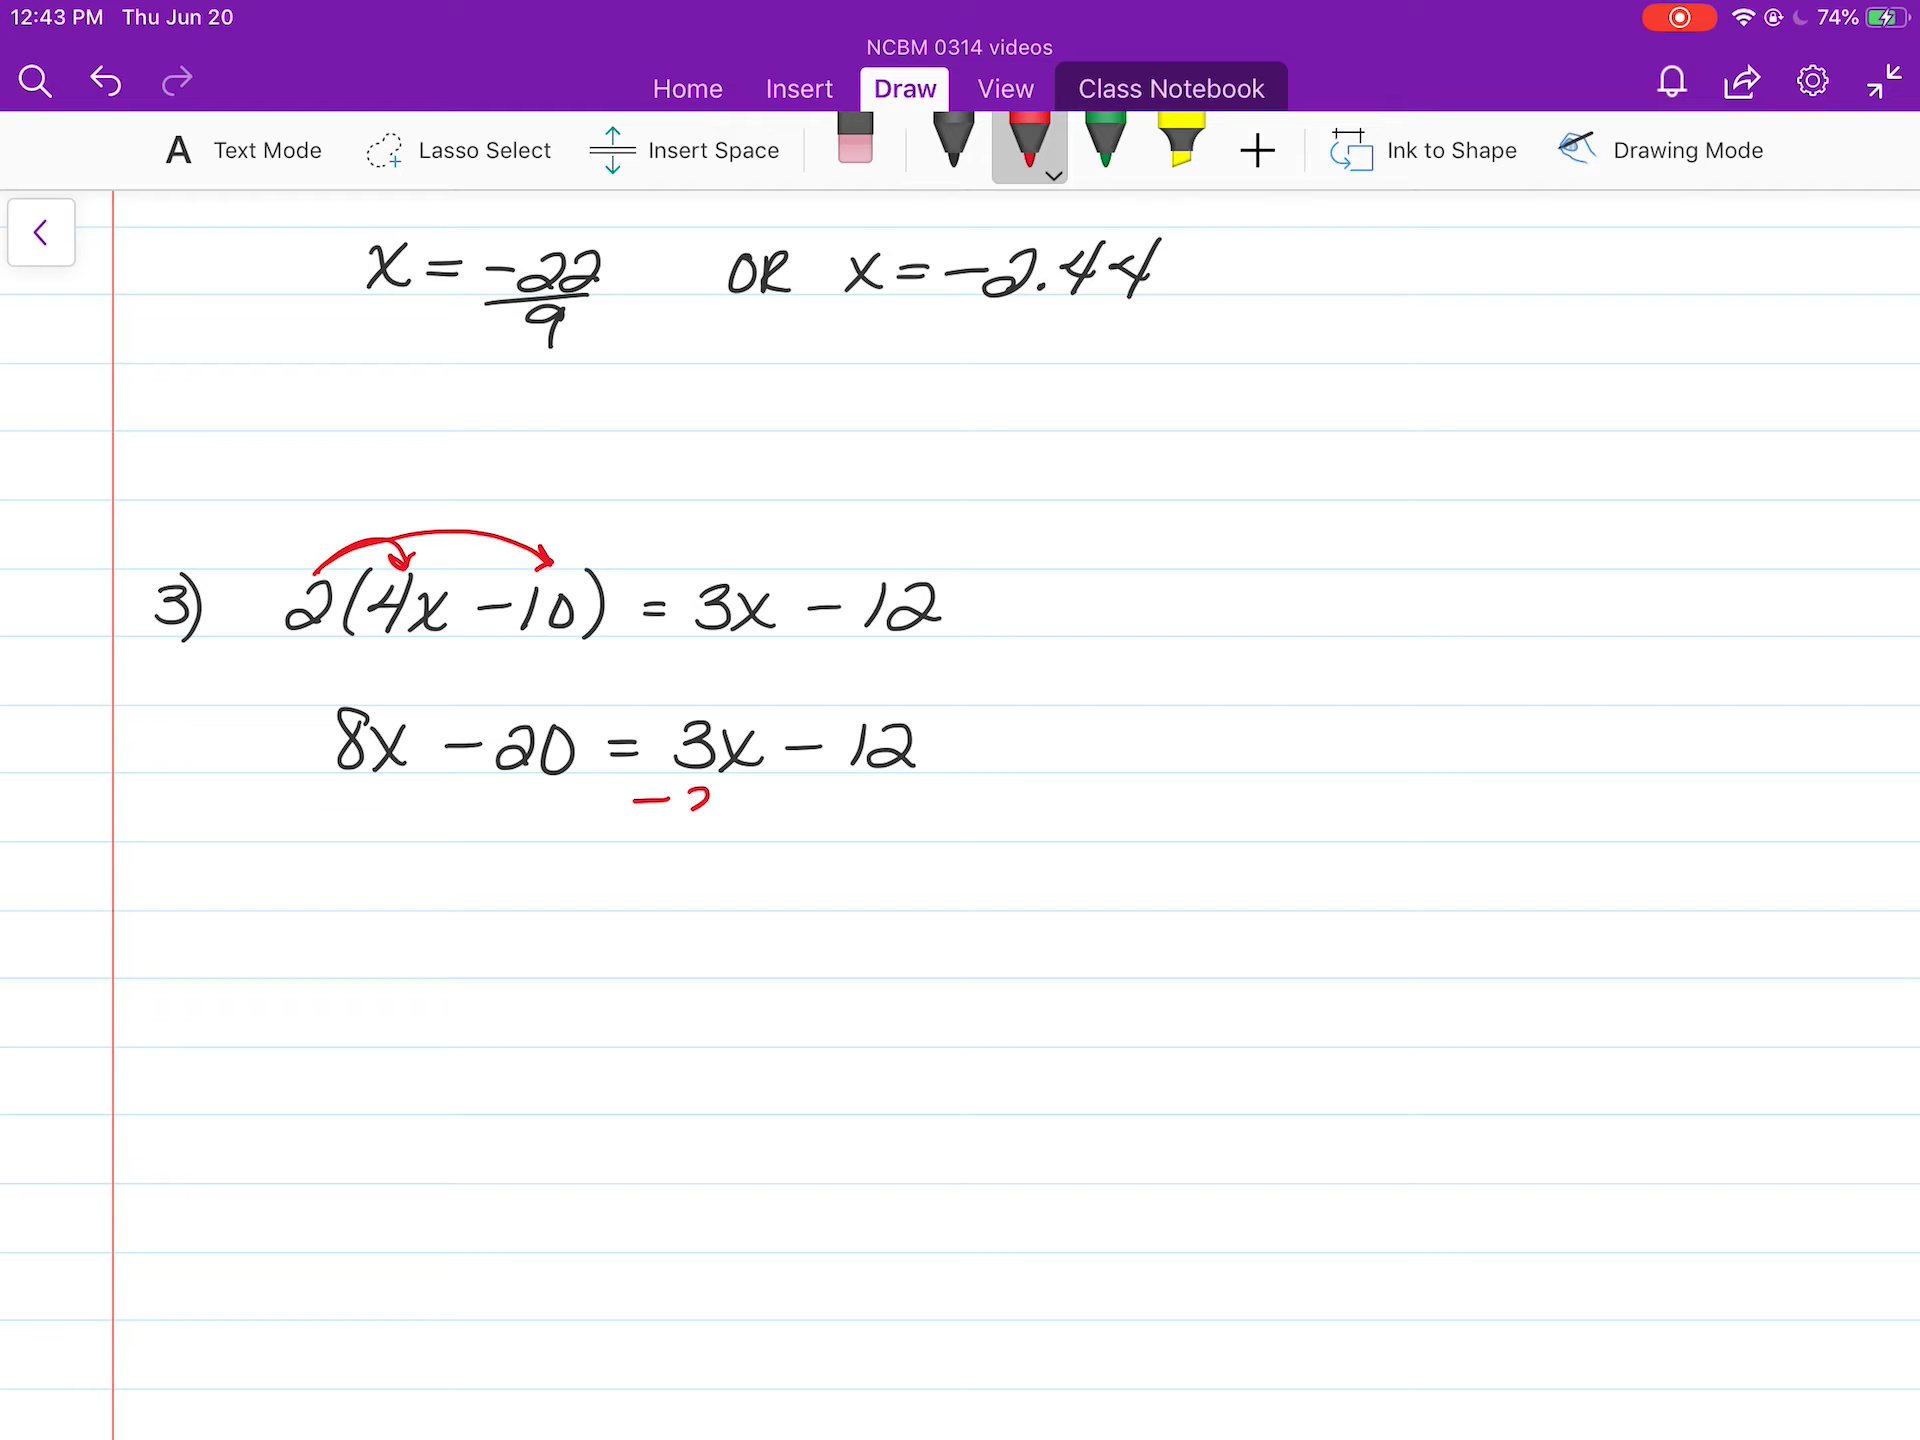 12:43 PM Thu Jun 20 74%
NCBM 0314 videos
Home Insert Draw View Class Notebook
A Text Mode Lasso Select Insert Space Ink to Shape Drawing Mode
x = -22/9 OR x = -2.44
3) 2(4x - 10) = 3x - 12
8x - 20 = 3x - 12
-